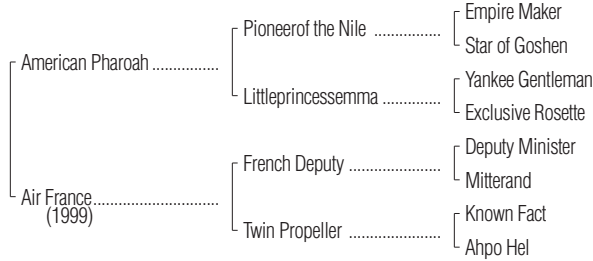 Empire Maker
Pioneerof the Nile ................
Star of Goshen
American Pharoah ................
Yankee Gentleman
Littleprincessemma ..............
Exclusive Rosette
Deputy Minister
French Deputy ......................
Mitterand
Air France..............................
(1999)
Known Fact
Twin Propeller ......................
Ahpo Hel